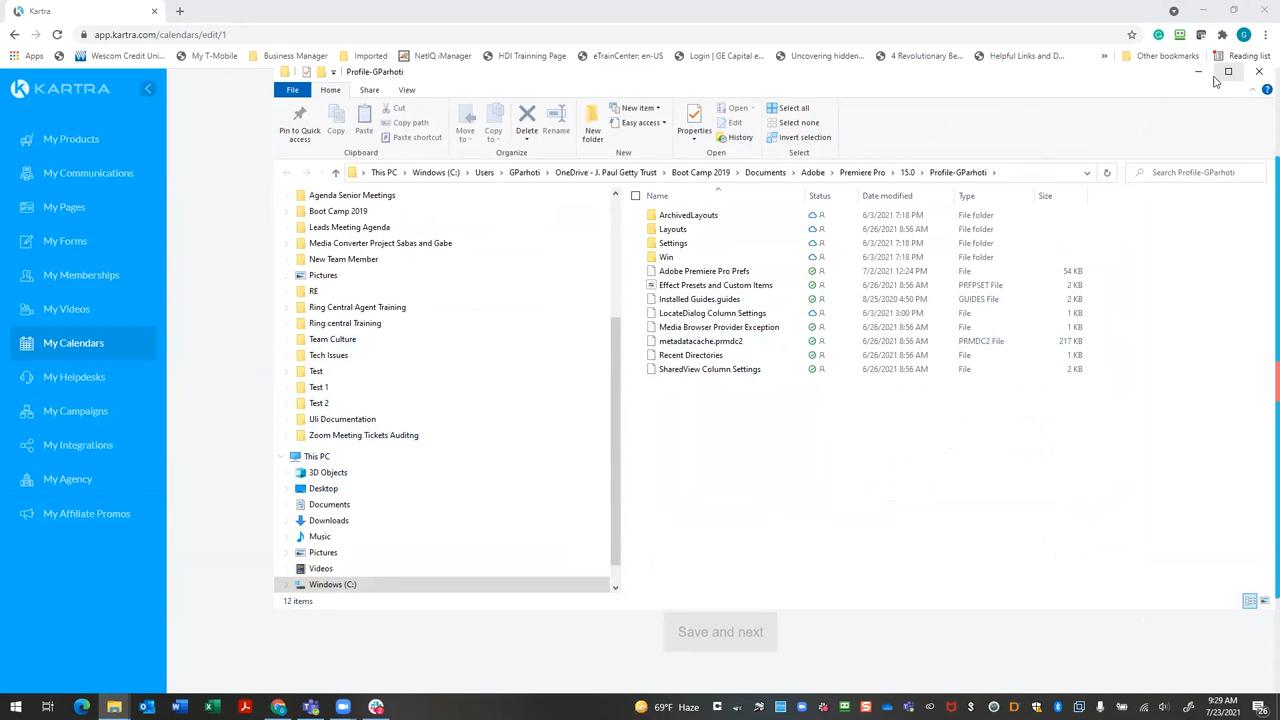 Kartra
app.kartra.com/calendars/edit/1
Apps
Wescom Credit Uni...
My T-Mobile
Business Manager
Imported
NetIQ iManager
HDI Training Page
eTrainCenter: en-US
Login | GE Capital e...
Uncovering hidden...
4 Revolutionary Be...
Helpful Links and D...
»
Other bookmarks
Reading list
KARTRA
My Products
My Communications
My Pages
My Forms
My Memberships
My Videos
My Calendars
My Helpdesks
My Campaigns
My Integrations
My Agency
My Affiliate Promos
Profile-GParhoti
File
Home
Share
View
Pin to Quick access
Copy
Paste
Cut
Copy path
Paste shortcut
Clipboard
Move to
Copy to
Delete
Rename
Organize
New folder
New item
Easy access
New
Properties
Open
Edit
History
Open
Select all
Select none
Invert selection
Select
This PC > Windows (C:) > Users > GParhoti > OneDrive - J. Paul Getty Trust > Boot Camp 2019 > Documents > Adobe > Premiere Pro > 15.0 > Profile-GParhoti >
Search Profile-GParhoti
Agenda Senior Meetings
Boot Camp 2019
Leads Meeting Agenda
Media Converter Project Sabas and Gabe
New Team Member
Pictures
RE
Ring Central Agent Training
Ring central Training
Team Culture
Tech Issues
Test
Test 1
Test 2
Uli Documentation
Zoom Meeting Tickets Auditng
This PC
3D Objects
Desktop
Documents
Downloads
Music
Pictures
Videos
Windows (C:)
Name Status Date modified Type Size
ArchivedLayouts 6/3/2021 7:18 PM File folder
Layouts 6/26/2021 8:56 AM File folder
Settings 6/3/2021 7:18 PM File folder
Win 6/3/2021 7:18 PM File folder
Adobe Premiere Pro Prefs 7/2/2021 12:24 PM File 54 KB
Effect Presets and Custom Items 6/26/2021 8:56 AM PRFPSET File 2 KB
Installed Guides.guides 8/25/2020 4:50 PM GUIDES File 2 KB
LocateDialog Column Settings 6/3/2021 3:00 PM File 1 KB
Media Browser Provider Exception 6/26/2021 8:56 AM File 1 KB
metadatacache.prmdc2 6/26/2021 8:56 AM PRMDC2 File 217 KB
Recent Directories 6/26/2021 8:56 AM File 1 KB
SharedView Column Settings 6/26/2021 8:56 AM File 2 KB
12 items
Save and next
69°F Haze
9:29 AM
7/23/2021
26